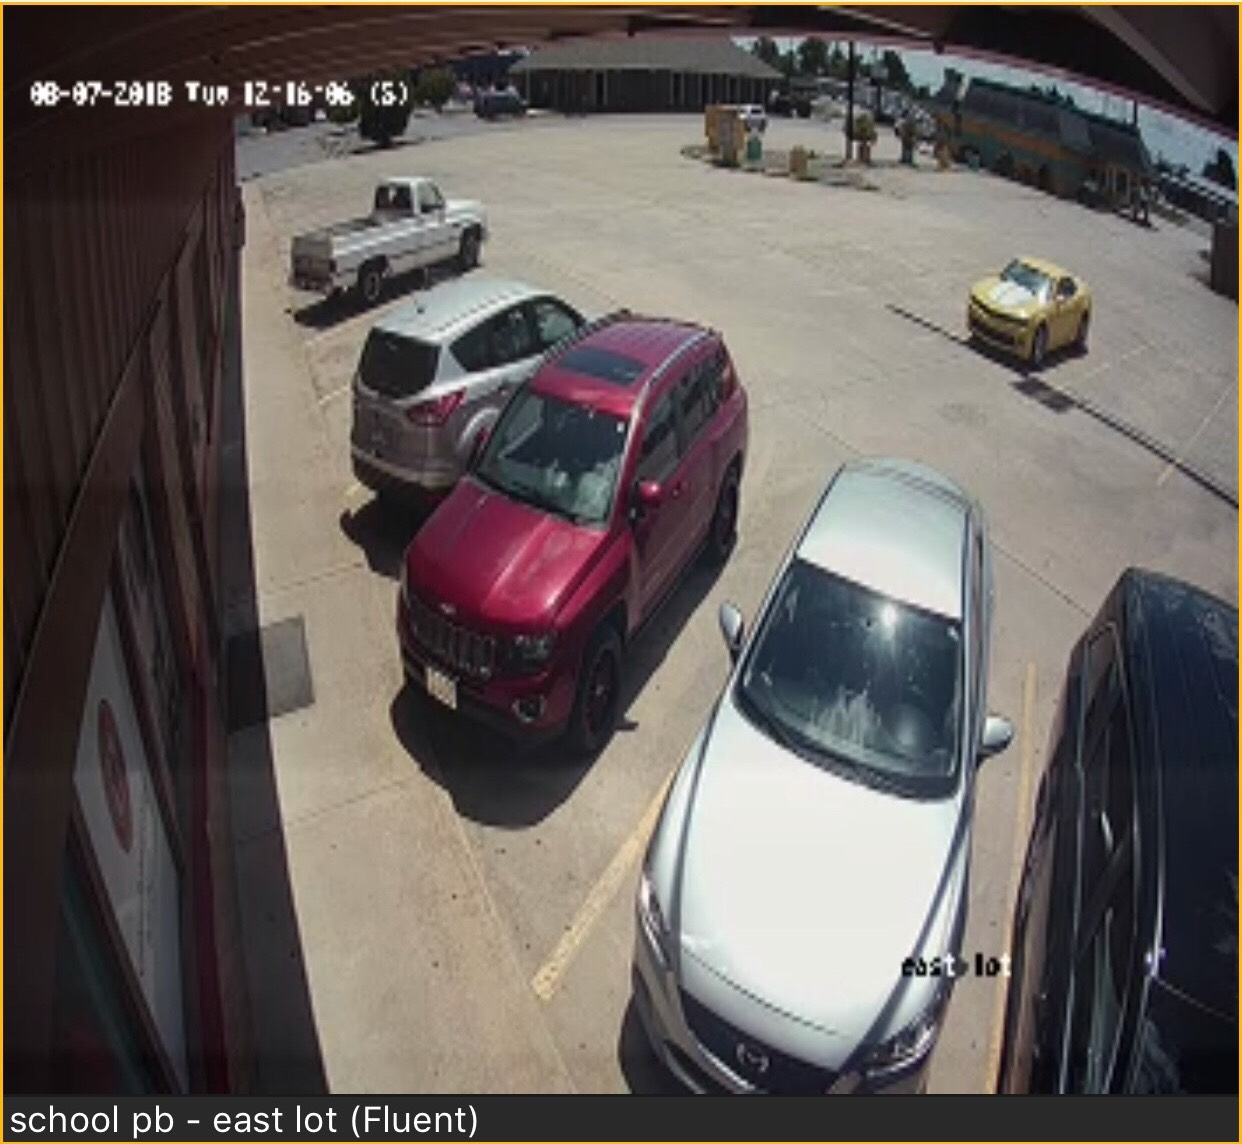 08-07-2018 Tue 12:16:06 (S)
east lot
school pb - east lot (Fluent)